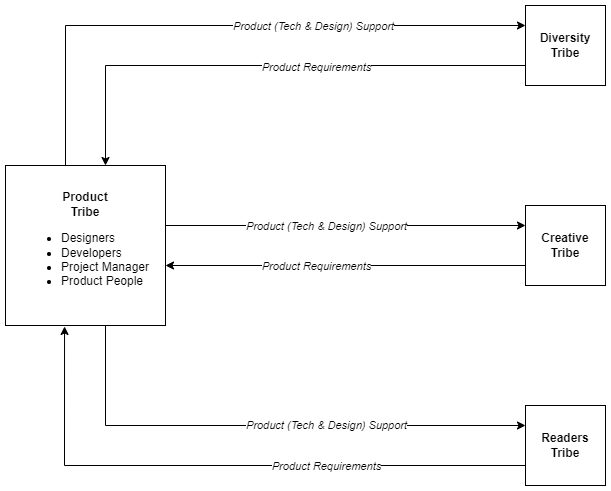 Product (Tech & Design) Support
Diversity
Tribe
Product Requirements
Product
Tribe
• Designers
• Developers
• Project Manager
• Product People
Product (Tech & Design) Support
Creative
Tribe
Product Requirements
Product (Tech & Design) Support
Readers
Tribe
Product Requirements